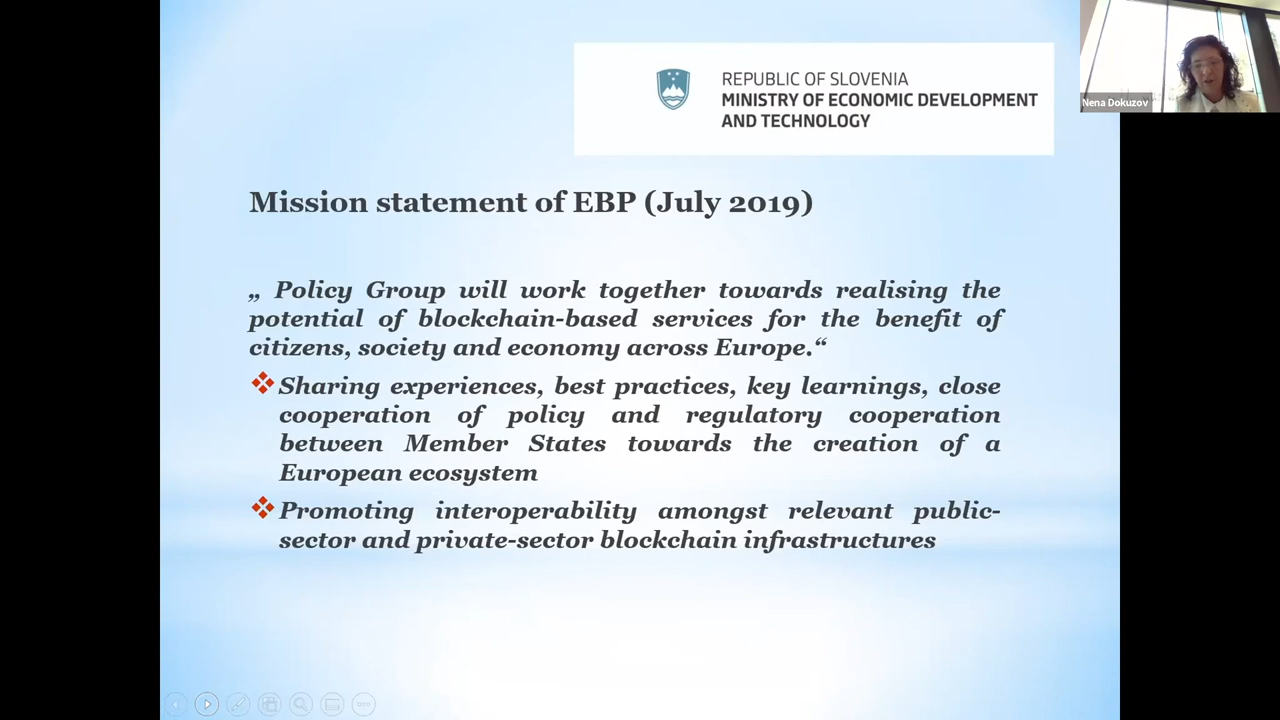 REPUBLIC OF SLOVENIA
MINISTRY OF ECONOMIC DEVELOPMENT
AND TECHNOLOGY
Nena Dokuzov
Mission statement of EBP (July 2019)
„ Policy Group will work together towards realising the
potential of blockchain-based services for the benefit of
citizens, society and economy across Europe.“
Sharing experiences, best practices, key learnings, close
cooperation of policy and regulatory cooperation
between Member States towards the creation of a
European ecosystem
Promoting interoperability amongst relevant public-
sector and private-sector blockchain infrastructures